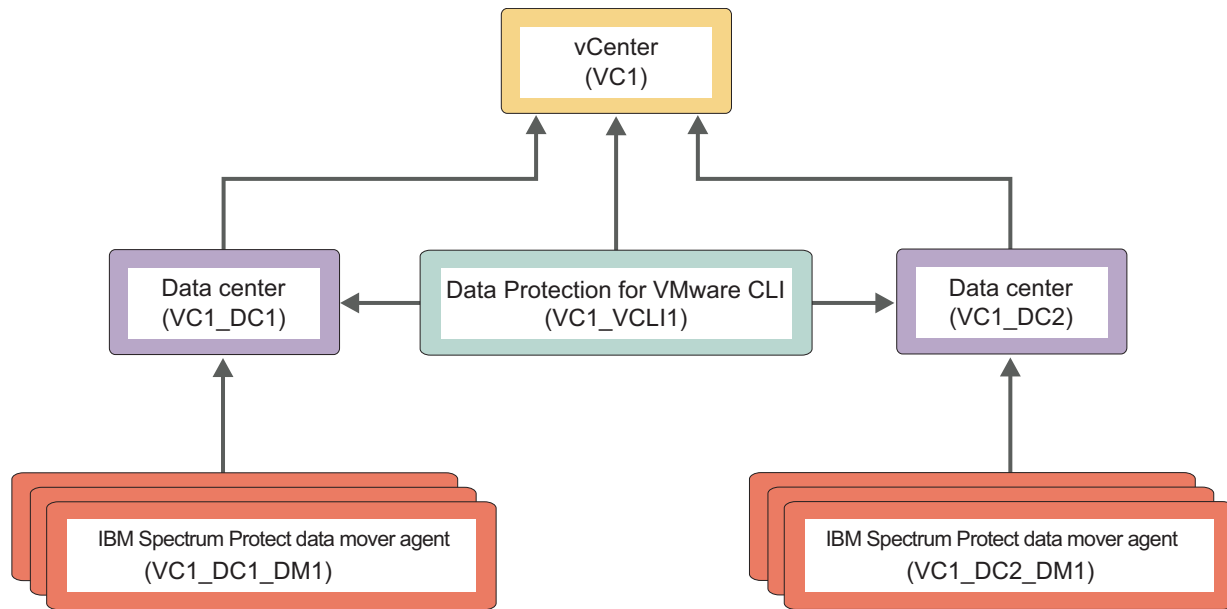 vCenter
(VC1)
Data center
(VC1_DC1)
Data Protection for VMware CLI
(VC1_VCLI1)
Data center
(VC1_DC2)
IBM Spectrum Protect data mover agent
(VC1_DC1_DM1)
IBM Spectrum Protect data mover agent
(VC1_DC2_DM1)